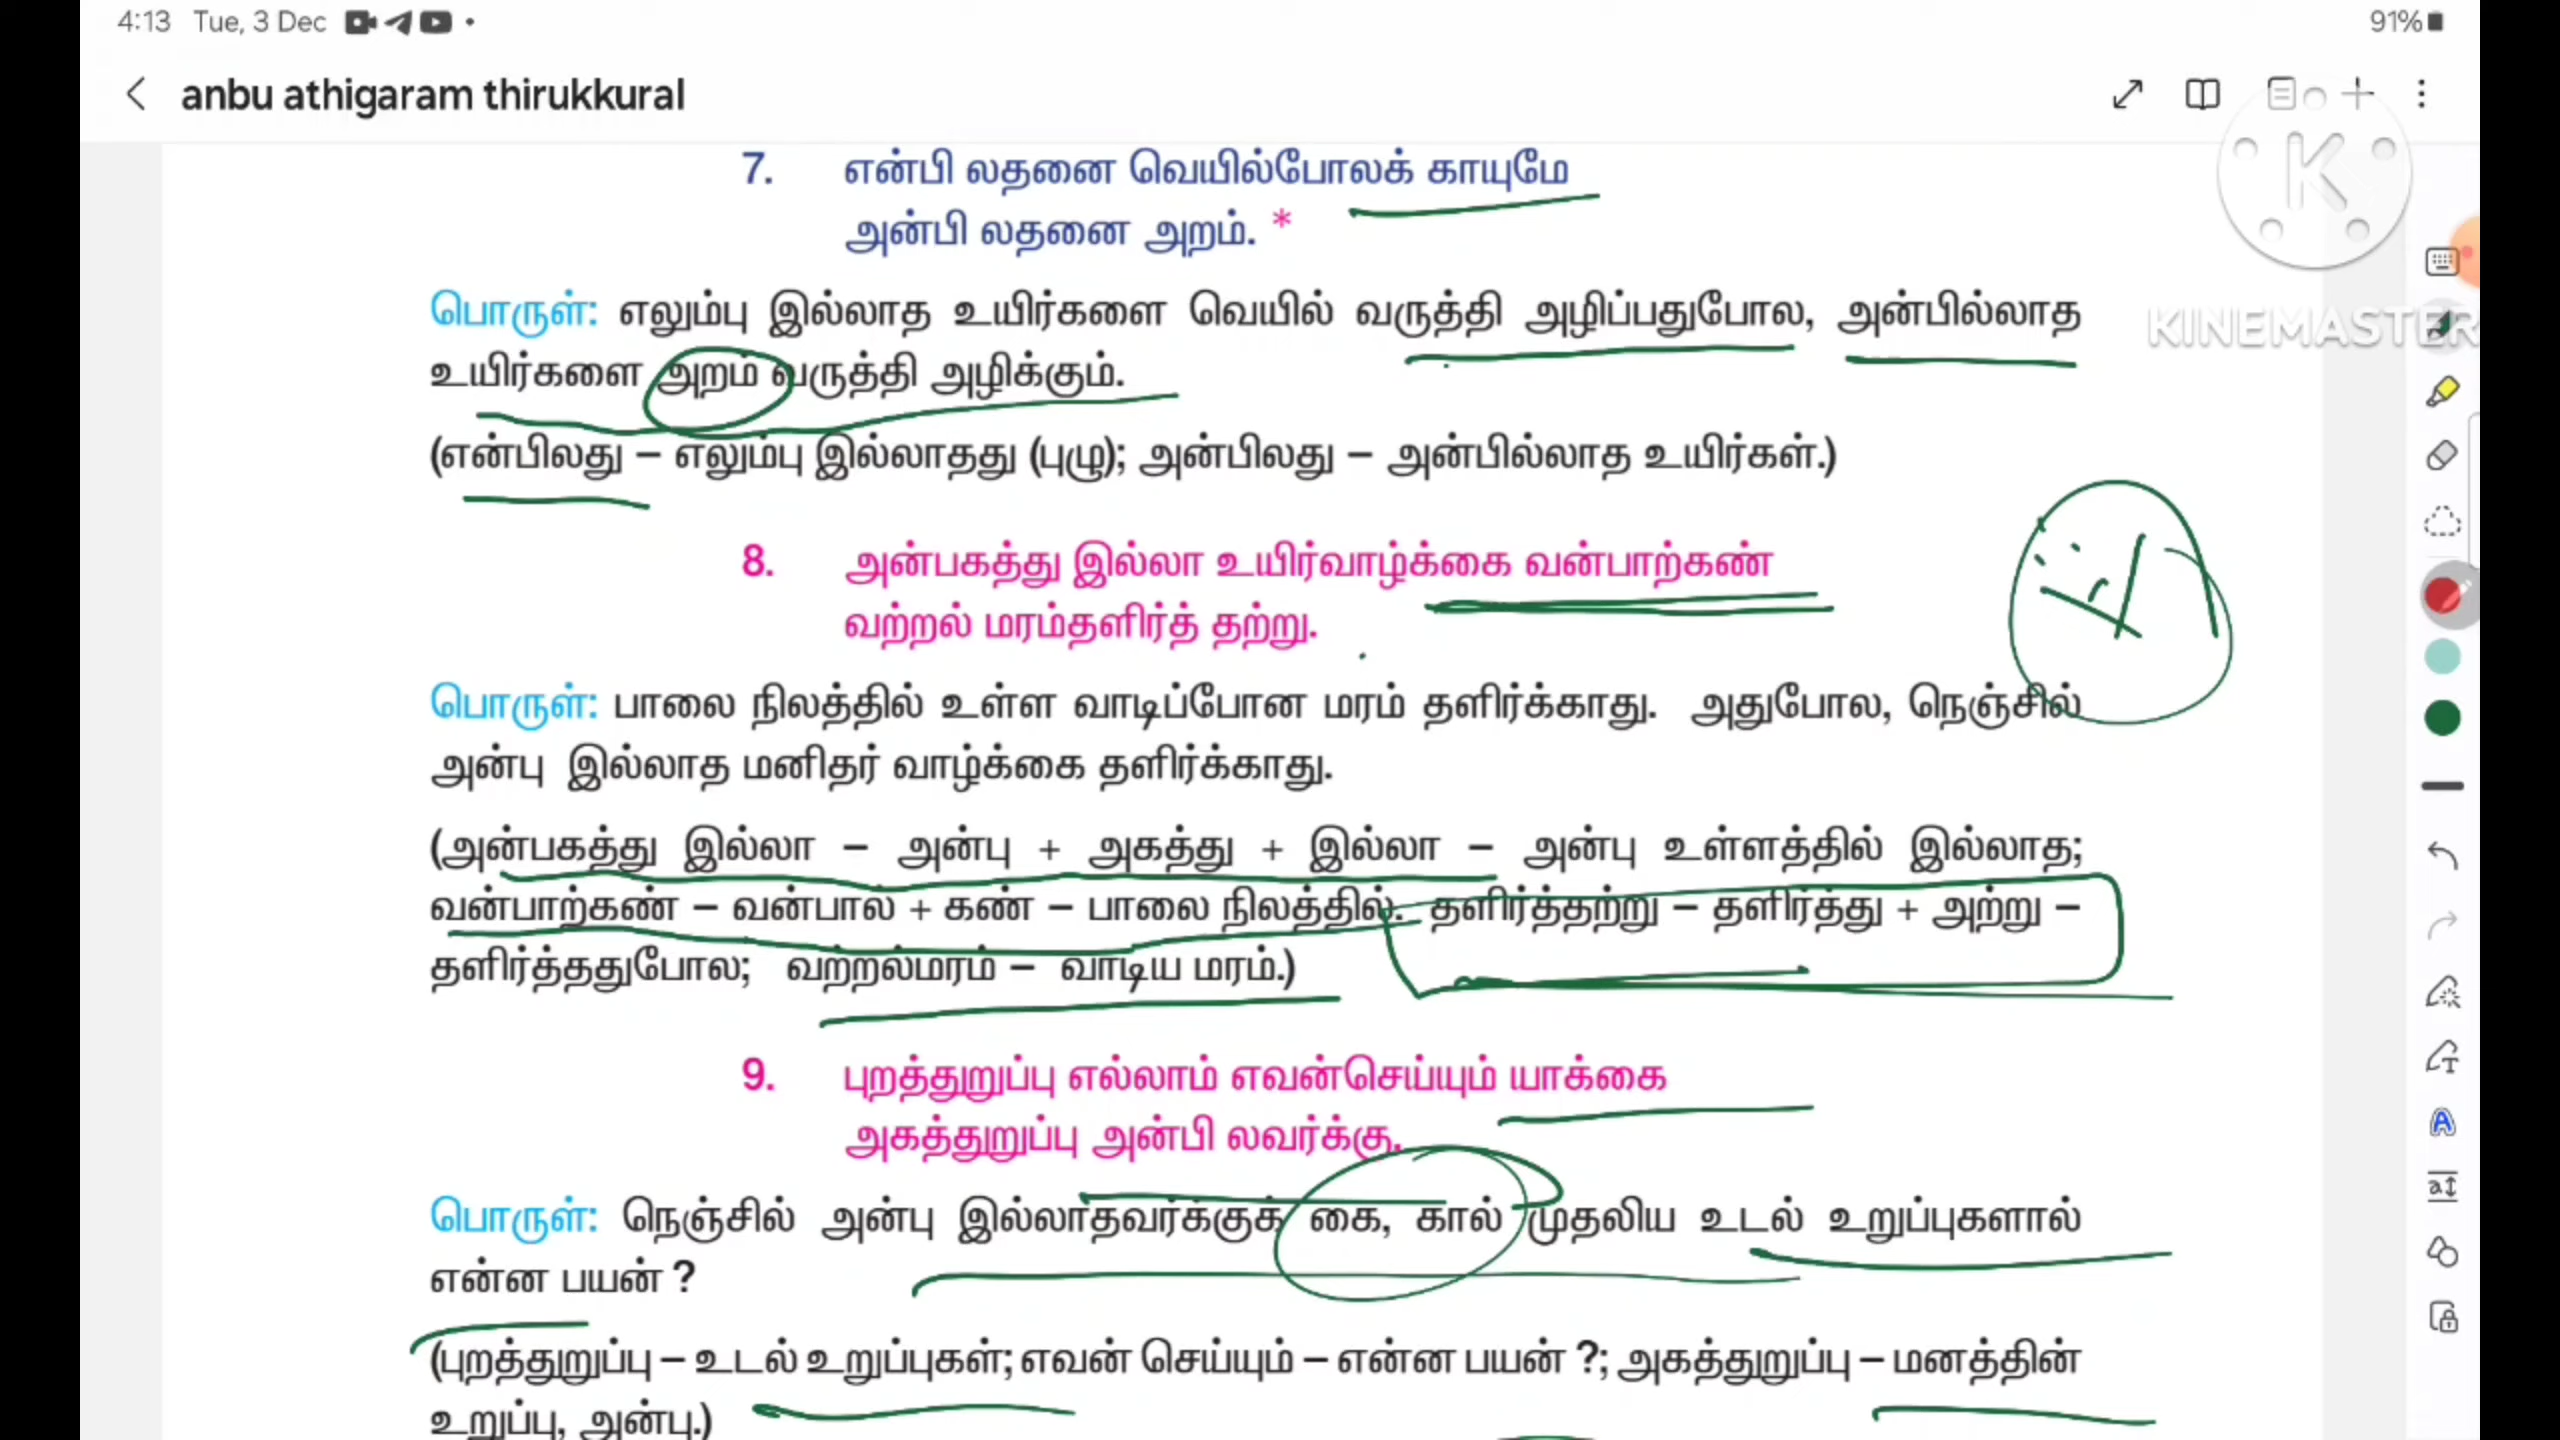 4:13 Tue, 3 Dec
91%
anbu athigaram thirukkural
7. என்பி லதனை வெயில்போலக் காயுமே
அன்பி லதனை அறம். *
பொருள்: எலும்பு இல்லாத உயிர்களை வெயில் வருத்தி அழிப்பதுபோல, அன்பில்லாத
உயிர்களை அறம் வருத்தி அழிக்கும்.
(என்பிலது – எலும்பு இல்லாதது (புழு); அன்பிலது – அன்பில்லாத உயிர்கள்.)
8. அன்பகத்து இல்லா உயிர்வாழ்க்கை வன்பாற்கண்
வற்றல் மரம்தளிர்த் தற்று.
பொருள்: பாலை நிலத்தில் உள்ள வாடிப்போன மரம் தளிர்க்காது. அதுபோல, நெஞ்சில்
அன்பு இல்லாத மனிதர் வாழ்க்கை தளிர்க்காது.
(அன்பகத்து இல்லா – அன்பு + அகத்து + இல்லா – அன்பு உள்ளத்தில் இல்லாத;
வன்பாற்கண் – வன்பால் + கண் – பாலை நிலத்தில். தளிர்த்தற்று – தளிர்த்து + அற்று –
தளிர்த்ததுபோல; வற்றல்மரம் – வாடிய மரம்.)
9. புறத்துறுப்பு எல்லாம் எவன்செய்யும் யாக்கை
அகத்துறுப்பு அன்பி லவர்க்கு.
பொருள்: நெஞ்சில் அன்பு இல்லாதவர்க்குக் கை, கால் முதலிய உடல் உறுப்புகளால்
என்ன பயன் ?
(புறத்துறுப்பு – உடல் உறுப்புகள்; எவன் செய்யும் – என்ன பயன் ?; அகத்துறுப்பு – மனத்தின்
உறுப்பு, அன்பு.)
K
KINEMASTER